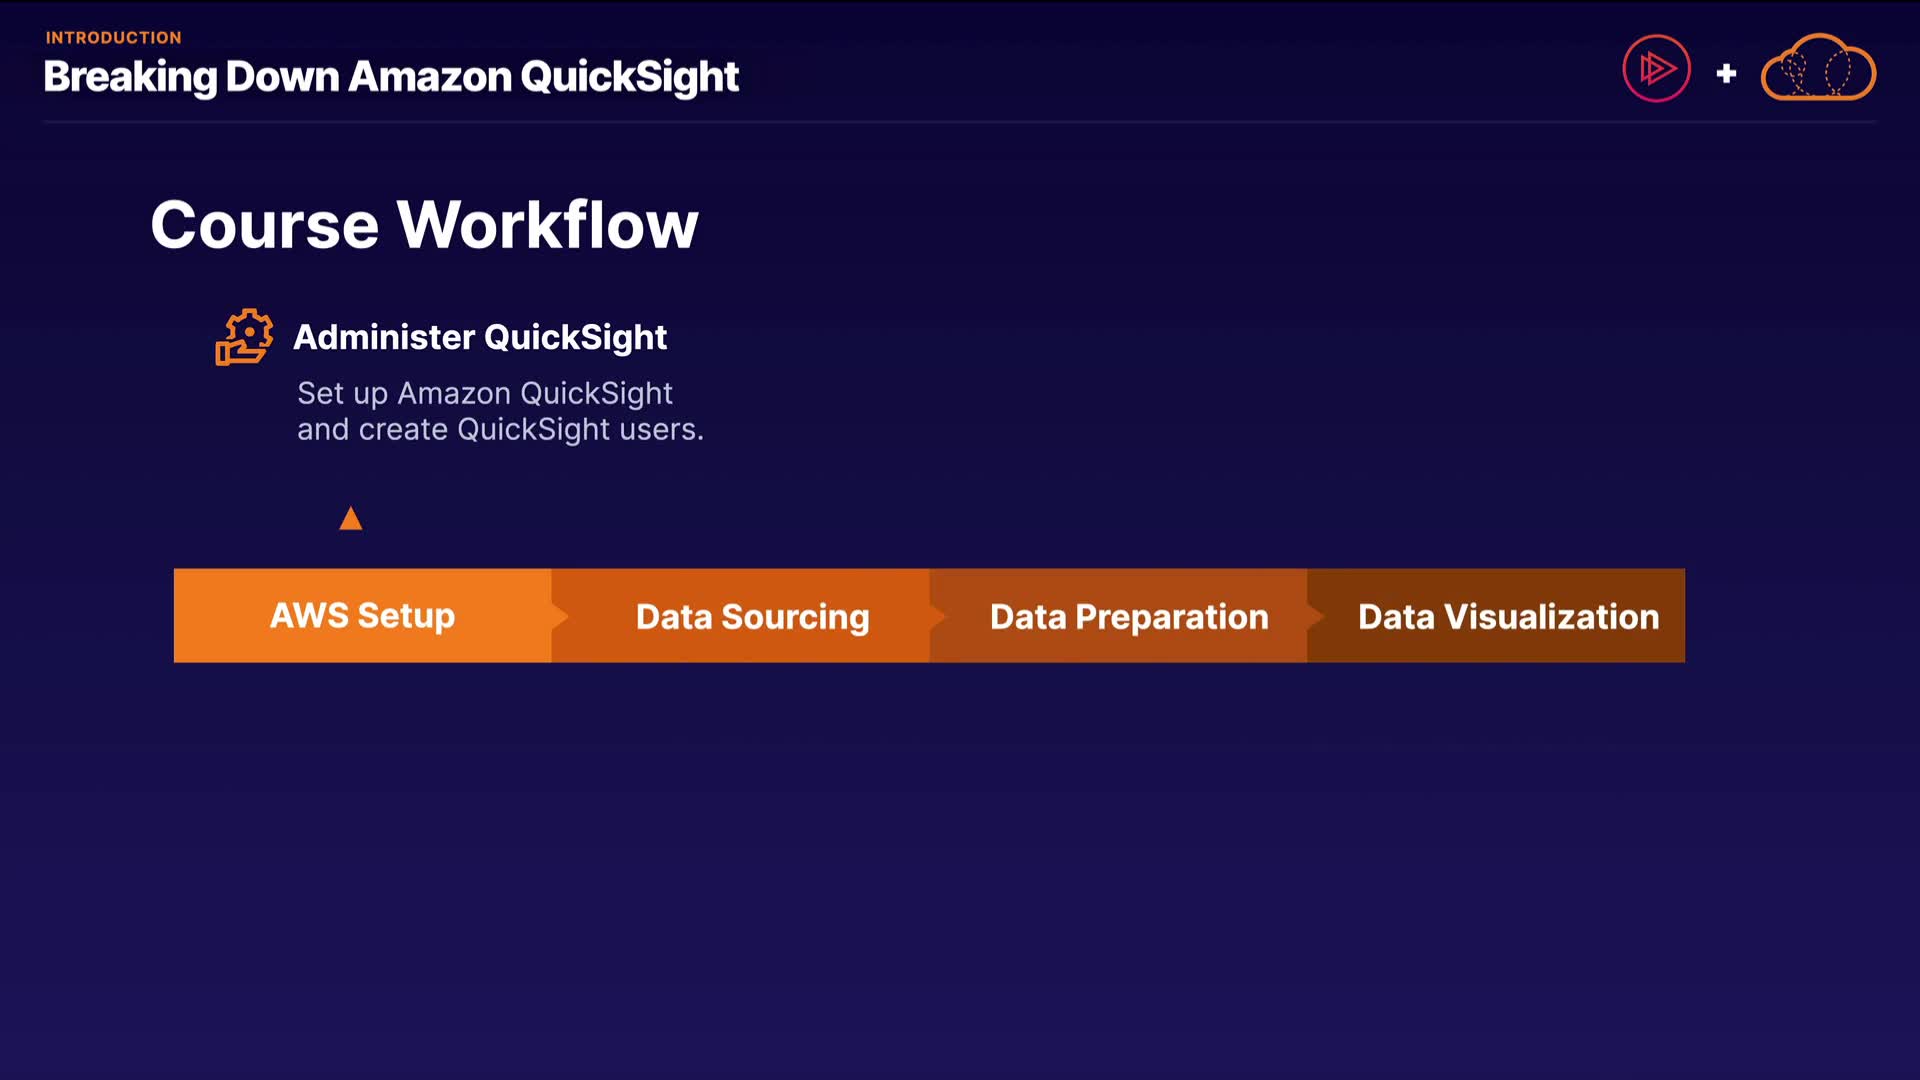 INTRODUCTION
Breaking Down Amazon QuickSight
+
Course Workflow
Administer QuickSight
Set up Amazon QuickSight
and create QuickSight users.
AWS Setup
Data Sourcing
Data Preparation
Data Visualization